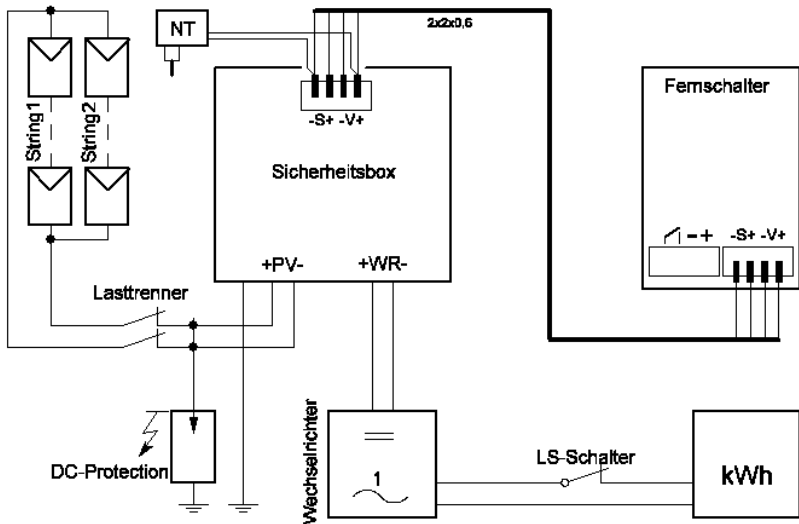 NT
2x2x0,6
Fernschalter
String1
String2
-S+ -V+
Sicherheitsbox
- + -S+ -V+
+PV- +WR-
Lasttrenner
DC-Protection
Wechselrichter
1
LS-Schalter
kWh